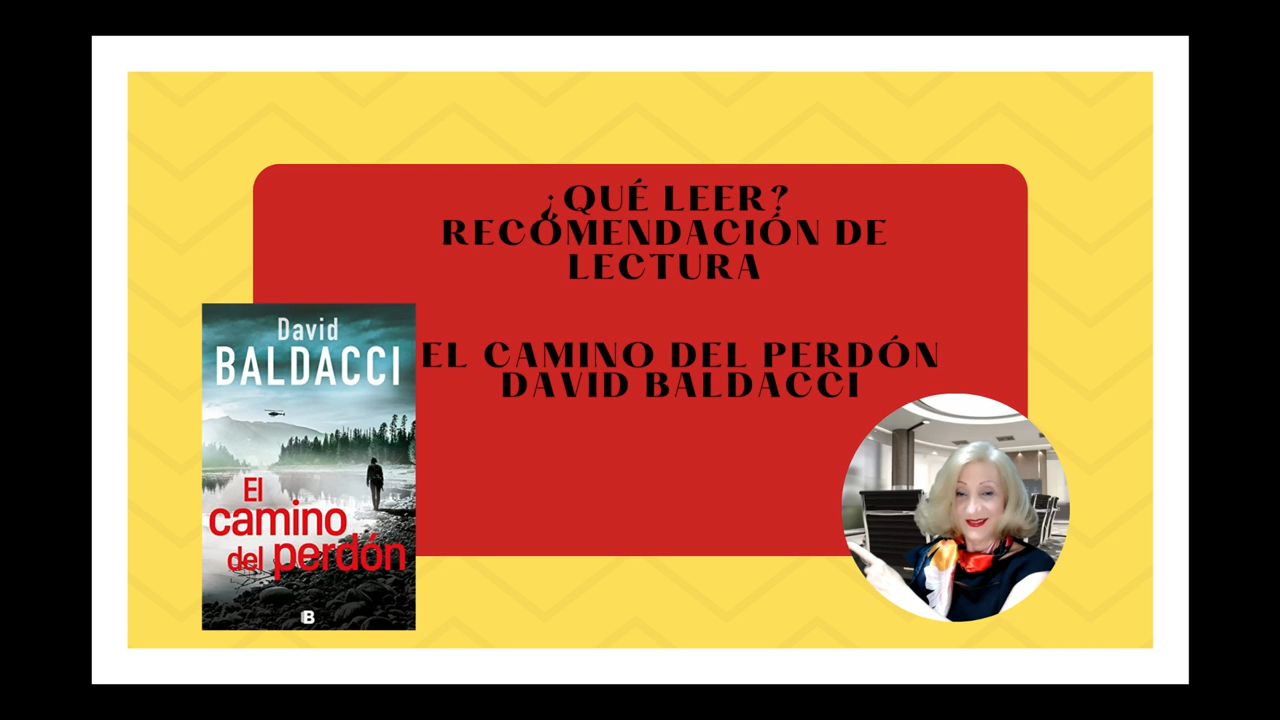 ¿QUÉ LEER?
RECOMENDACIÓN DE
LECTURA
EL CAMINO DEL PERDÓN
DAVID BALDACCI
David
BALDACCI
El
camino
del perdón
B